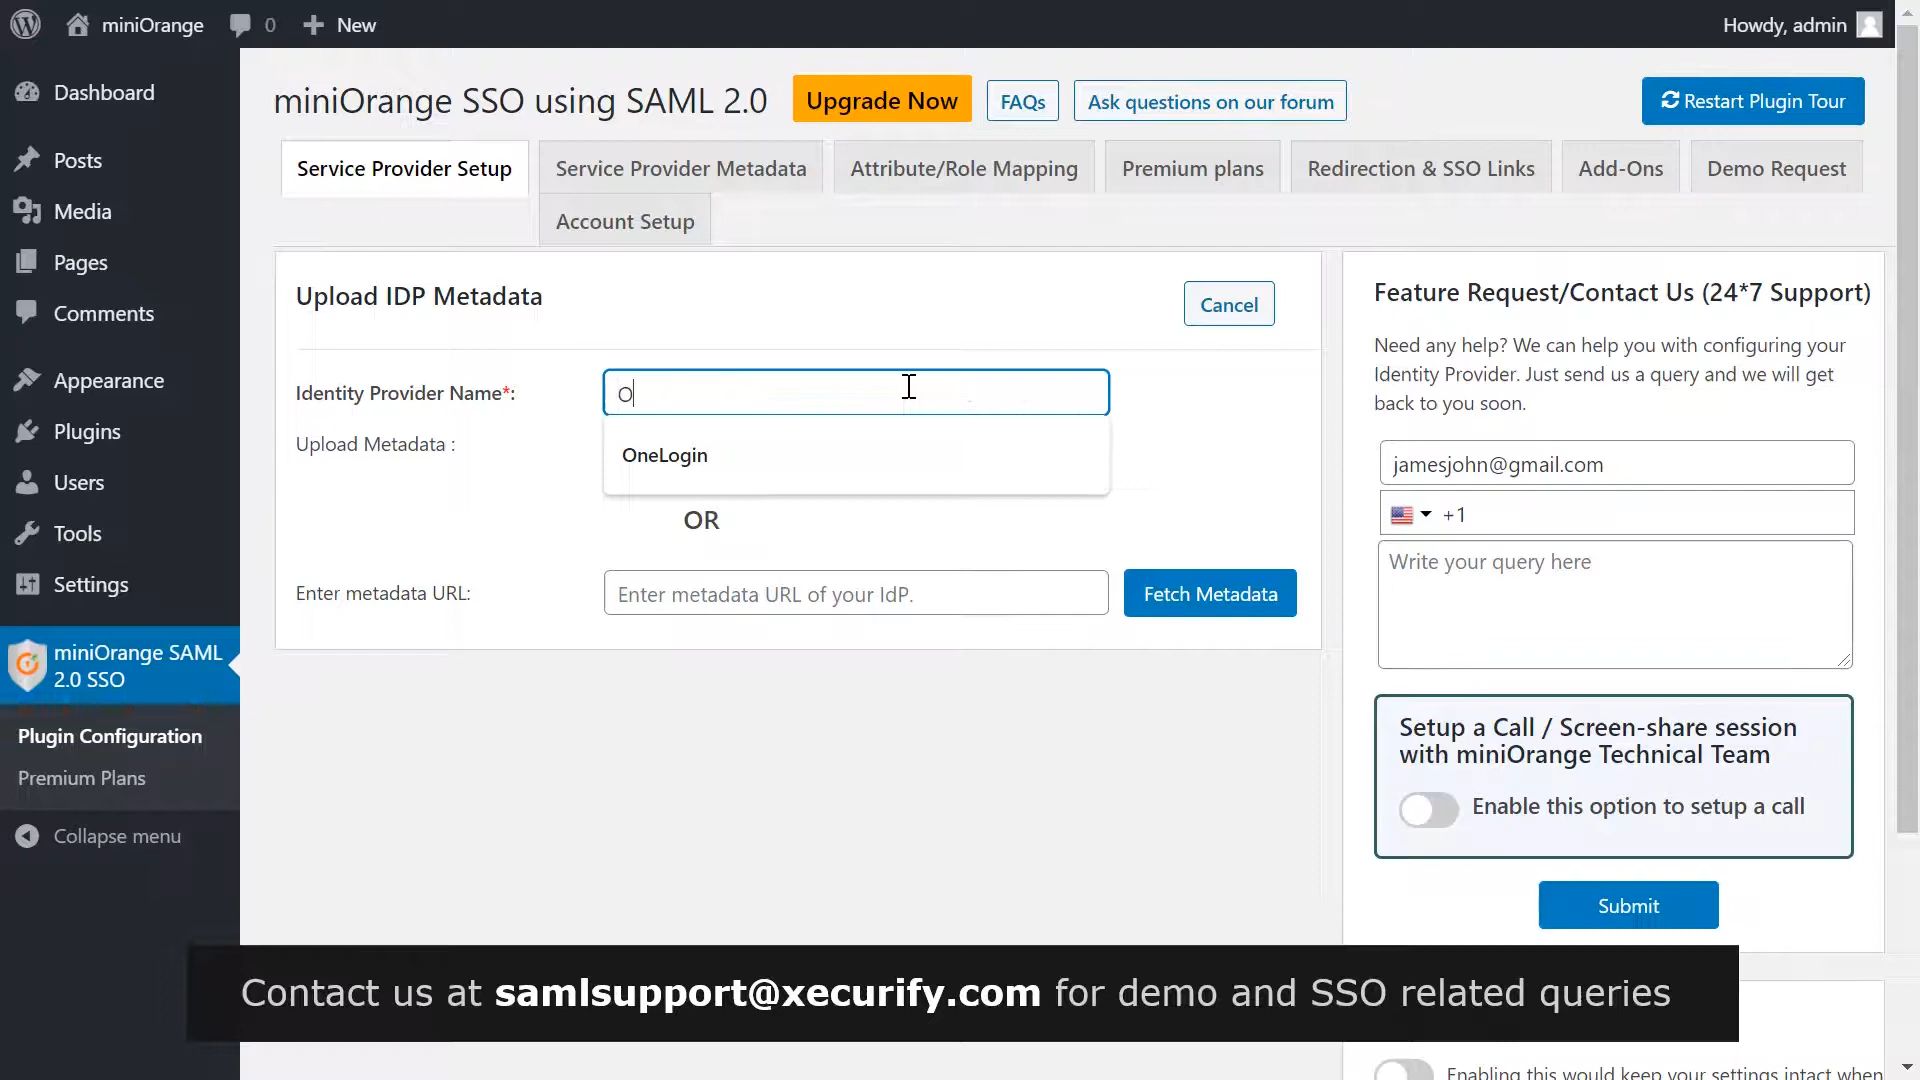 miniOrange
0
New
Howdy, admin
Dashboard
Posts
Media
Pages
Comments
Appearance
Plugins
Users
Tools
Settings
miniOrange SAML
2.0 SSO
Plugin Configuration
Premium Plans
Collapse menu
miniOrange SSO using SAML 2.0
Upgrade Now
FAQs
Ask questions on our forum
Restart Plugin Tour
Service Provider Setup
Service Provider Metadata
Attribute/Role Mapping
Premium plans
Redirection & SSO Links
Add-Ons
Demo Request
Account Setup
Upload IDP Metadata
Cancel
Identity Provider Name*:
O
Upload Metadata :
OneLogin
OR
Enter metadata URL:
Enter metadata URL of your IdP.
Fetch Metadata
Feature Request/Contact Us (24*7 Support)
Need any help? We can help you with configuring your
Identity Provider. Just send us a query and we will get
back to you soon.
jamesjohn@gmail.com
+1
Write your query here
Setup a Call / Screen-share session
with miniOrange Technical Team
Enable this option to setup a call
Submit
Contact us at samlsupport@xecurify.com for demo and SSO related queries
Enabling this would keep your settings intact when